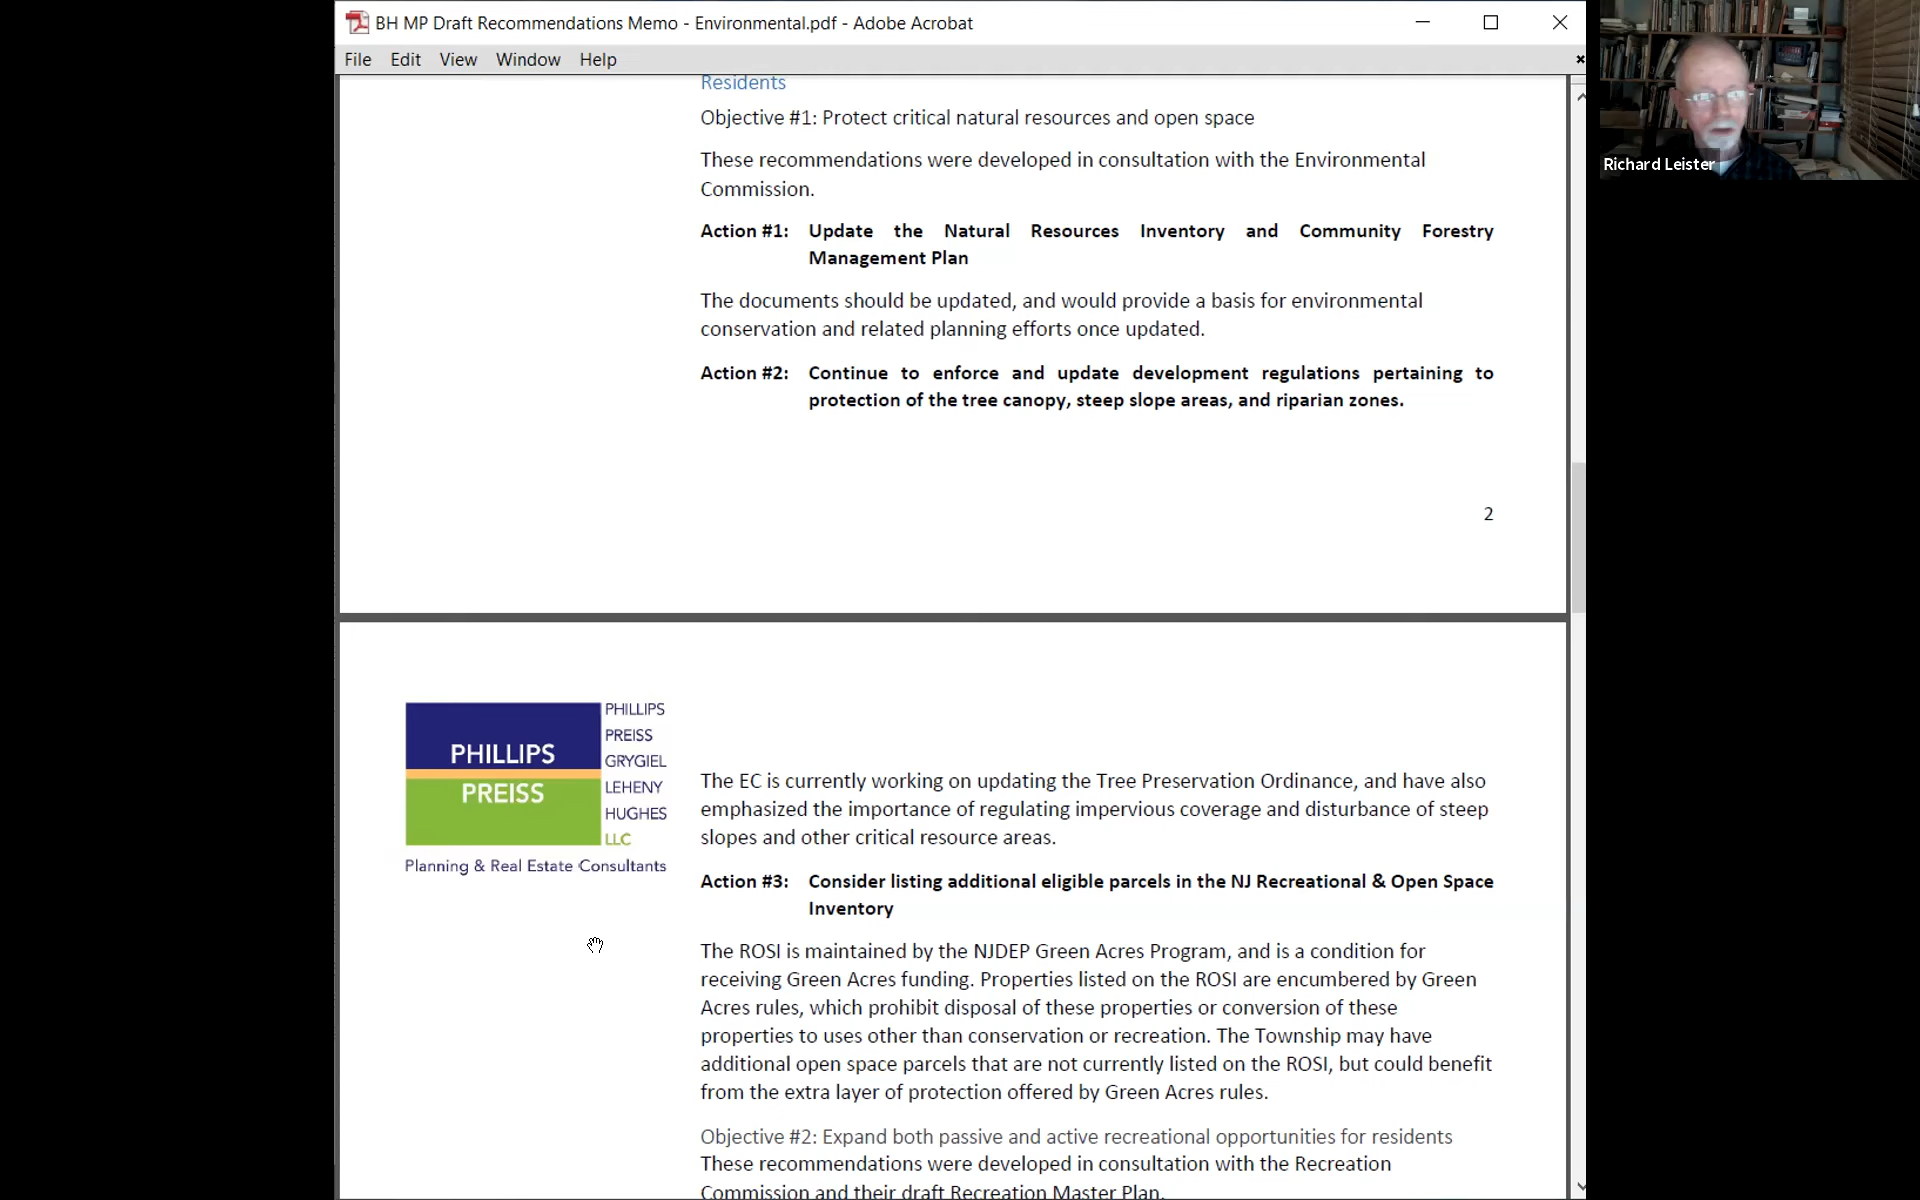 BH MP Draft Recommendations Memo - Environmental.pdf - Adobe Acrobat
File Edit View Window Help
Residents
Objective #1: Protect critical natural resources and open space
These recommendations were developed in consultation with the Environmental
Commission.
Action #1: Update the Natural Resources Inventory and Community Forestry
Management Plan
The documents should be updated, and would provide a basis for environmental
conservation and related planning efforts once updated.
Action #2: Continue to enforce and update development regulations pertaining to
protection of the tree canopy, steep slope areas, and riparian zones.
2
PHILLIPS
PREISS
PHILLIPS
PREISS
GRYGIEL
LEHENY
HUGHES
LLC
Planning & Real Estate Consultants
The EC is currently working on updating the Tree Preservation Ordinance, and have also
emphasized the importance of regulating impervious coverage and disturbance of steep
slopes and other critical resource areas.
Action #3: Consider listing additional eligible parcels in the NJ Recreational & Open Space
Inventory
The ROSI is maintained by the NJDEP Green Acres Program, and is a condition for
receiving Green Acres funding. Properties listed on the ROSI are encumbered by Green
Acres rules, which prohibit disposal of these properties or conversion of these
properties to uses other than conservation or recreation. The Township may have
additional open space parcels that are not currently listed on the ROSI, but could benefit
from the extra layer of protection offered by Green Acres rules.
Objective #2: Expand both passive and active recreational opportunities for residents
These recommendations were developed in consultation with the Recreation
Commission and their draft Recreation Master Plan.
Richard Leister